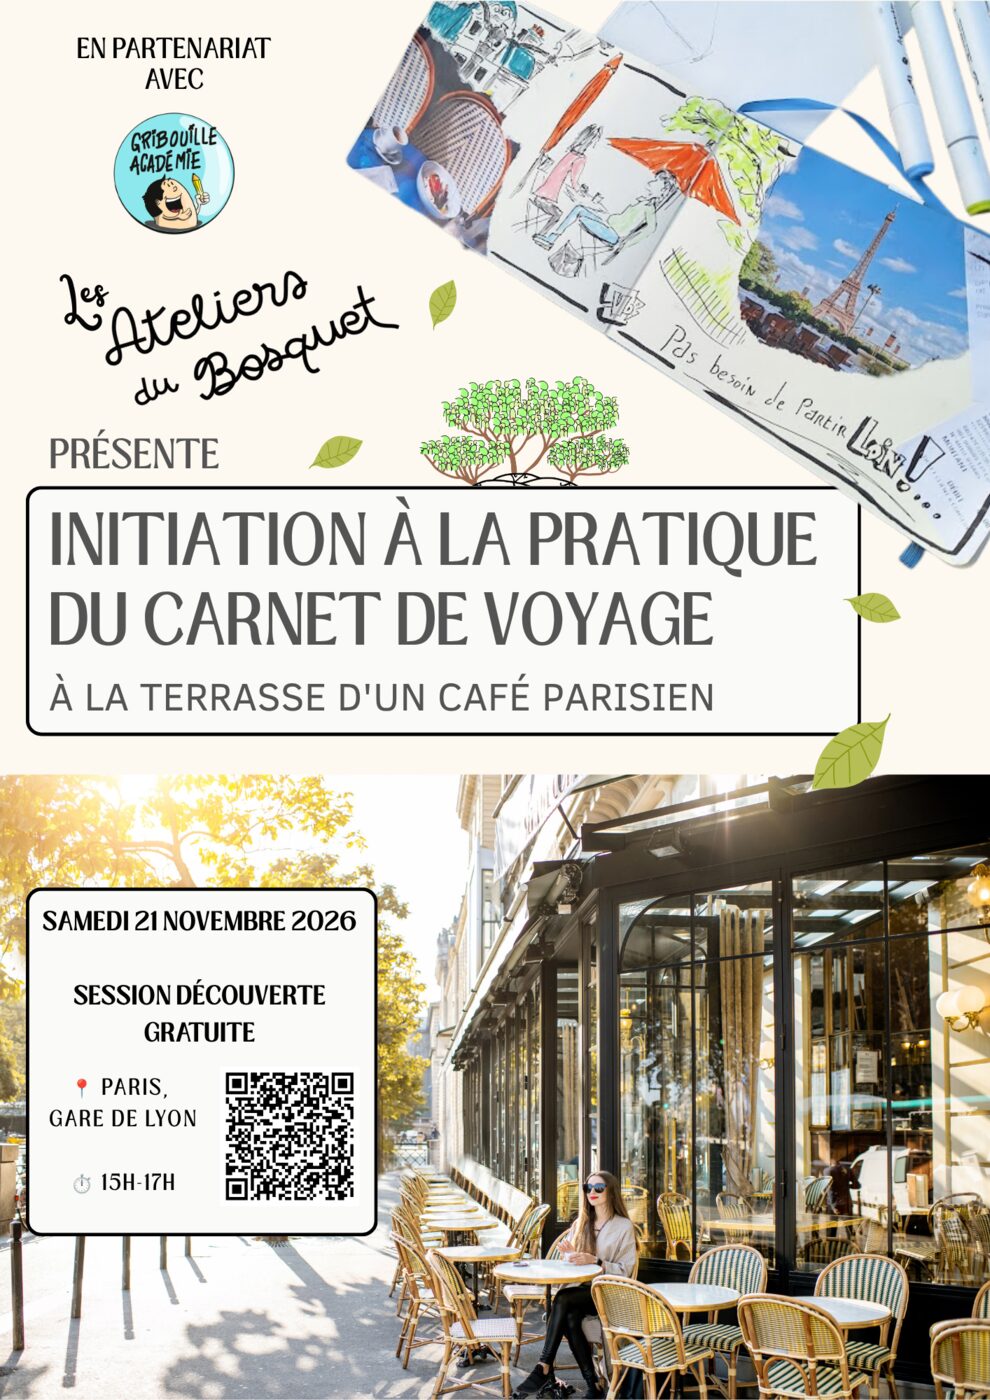 EN PARTENARIAT
AVEC
GRIBOUILLE
ACADÉMIE
Les
Ateliers
du Bosquet
PRÉSENTE
Pas besoin de Partir LOIN!...
INITIATION À LA PRATIQUE
DU CARNET DE VOYAGE
À LA TERRASSE D'UN CAFÉ PARISIEN
SAMEDI 21 NOVEMBRE 2026
SESSION DÉCOUVERTE
GRATUITE
📍 PARIS,
GARE DE LYON
⏱️ 15H-17H